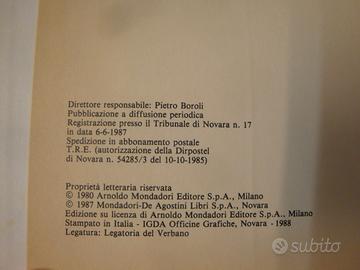 Direttore responsabile: Pietro Boroli
Pubblicazione a diffusione periodica
Registrazione presso il Tribunale di Novara n. 17
in data 6-6-1987
Spedizione in abbonamento postale
T.R.E. (autorizzazione della Dirpostel
di Novara n. 54285/3 del 10-10-1985)
Proprietà letteraria riservata
© 1980 Arnoldo Mondadori Editore S.p.A., Milano
© 1987 Mondadori-De Agostini Libri S.p.A., Novara
Edizione su licenza di Arnoldo Mondadori Editore S.p.A., Milano
Stampato in Italia - IGDA Officine Grafiche, Novara - 1988
Legatura: Legatoria del Verbano
subito